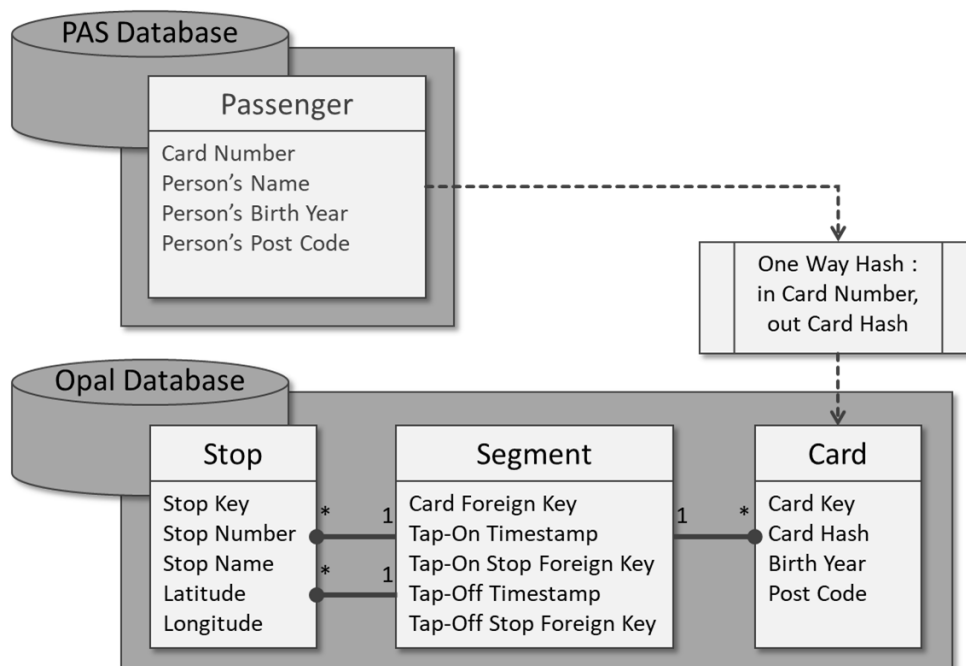 PAS Database
Passenger
Card Number
Person's Name
Person's Birth Year
Person's Post Code
One Way Hash :
in Card Number,
out Card Hash
Opal Database
Stop
Stop Key
Stop Number
Stop Name
Latitude
Longitude
* 1
* 1
Segment
Card Foreign Key
Tap-On Timestamp
Tap-On Stop Foreign Key
Tap-Off Timestamp
Tap-Off Stop Foreign Key
1 *
Card
Card Key
Card Hash
Birth Year
Post Code